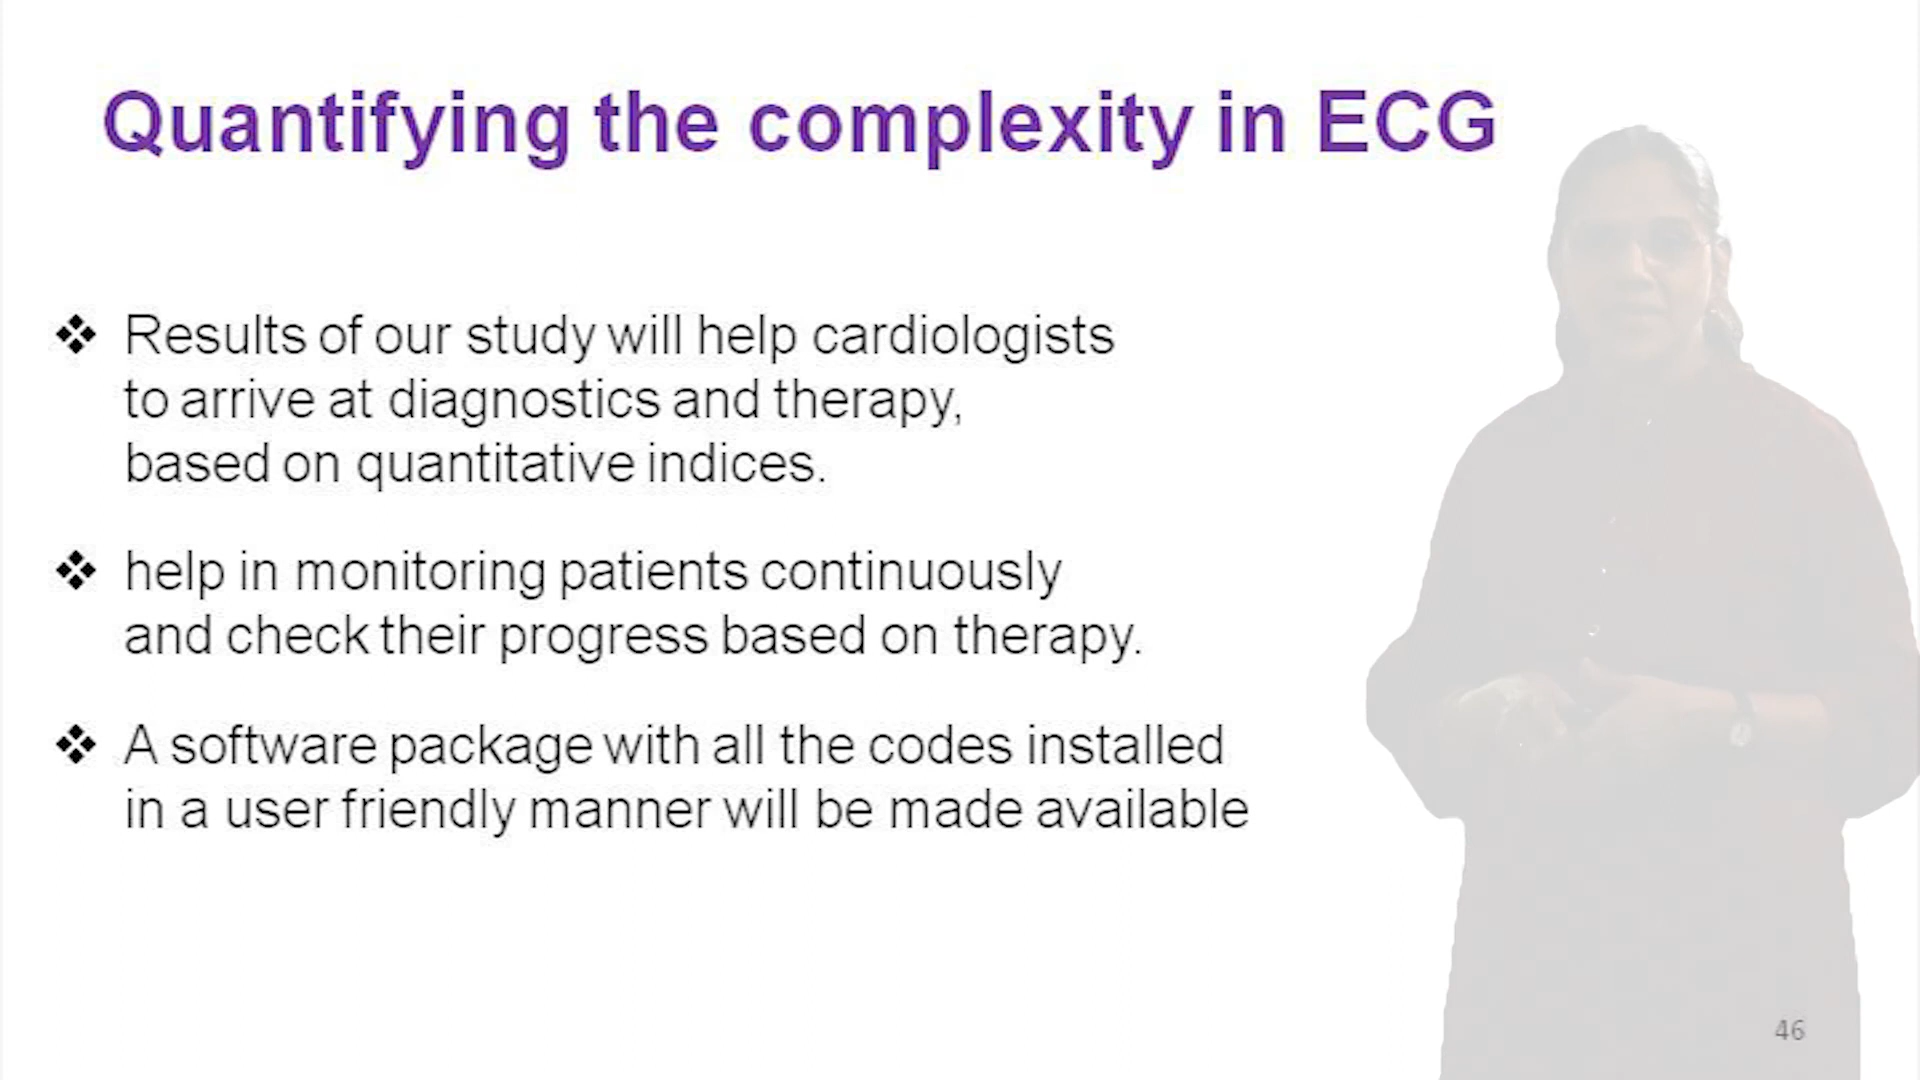 Quantifying the complexity in ECG
❖ Results of our study will help cardiologists
to arrive at diagnostics and therapy,
based on quantitative indices.
❖ help in monitoring patients continuously
and check their progress based on therapy.
❖ A software package with all the codes installed
in a user friendly manner will be made available
46